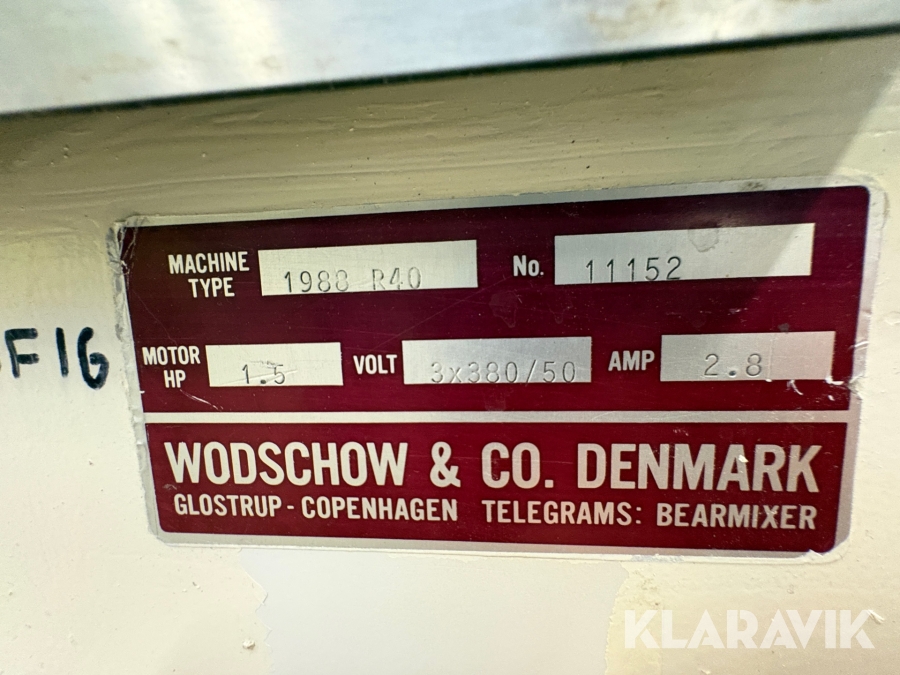 MACHINE TYPE 1988 R40 No. 11152
F16
MOTOR HP 1.5 VOLT 3x380/50 AMP 2.8
WODSCHOW & CO. DENMARK
GLOSTRUP - COPENHAGEN TELEGRAMS: BEARMIXER
KLARAVIK